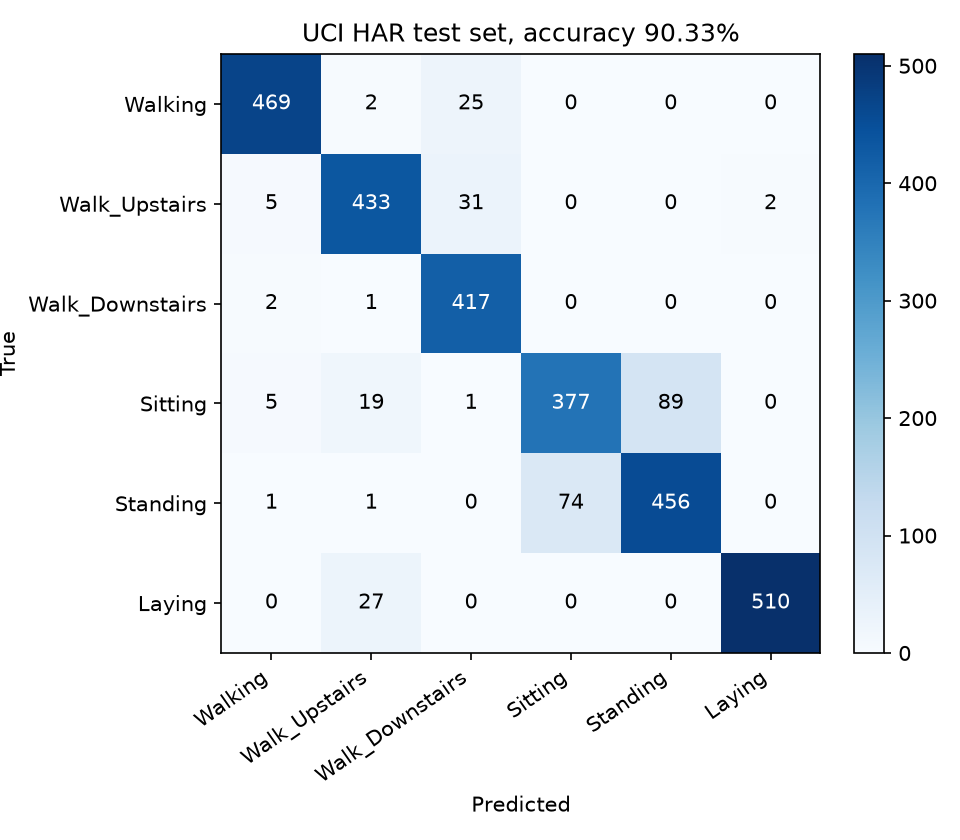 UCI HAR test set, accuracy 90.33%
True
Walking 469 2 25 0 0 0
Walk_Upstairs 5 433 31 0 0 2
Walk_Downstairs 2 1 417 0 0 0
Sitting 5 19 1 377 89 0
Standing 1 1 0 74 456 0
Laying 0 27 0 0 0 510
Walking Walk_Upstairs Walk_Downstairs Sitting Standing Laying
Predicted
500
400
300
200
100
0